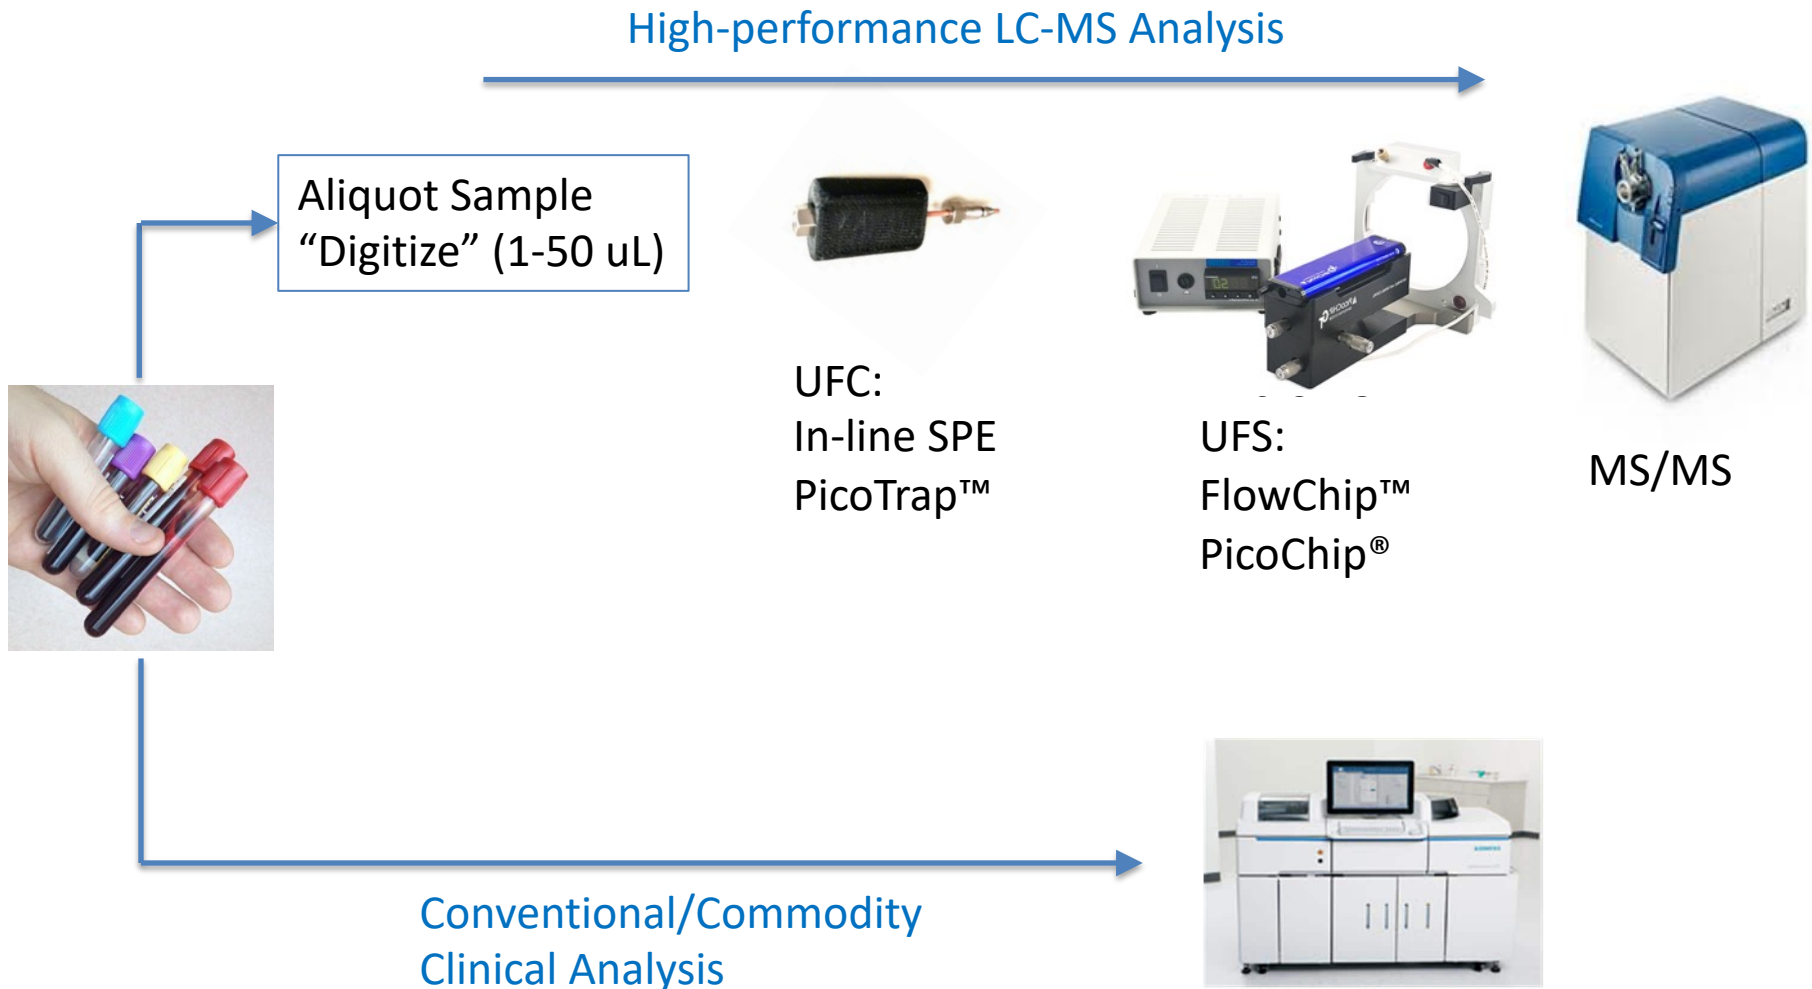 High-performance LC-MS Analysis
Aliquot Sample
“Digitize” (1-50 uL)
UFC:
In-line SPE
PicoTrap™
UFS:
FlowChip™
PicoChip®
MS/MS
SIEMENS
Conventional/Commodity
Clinical Analysis